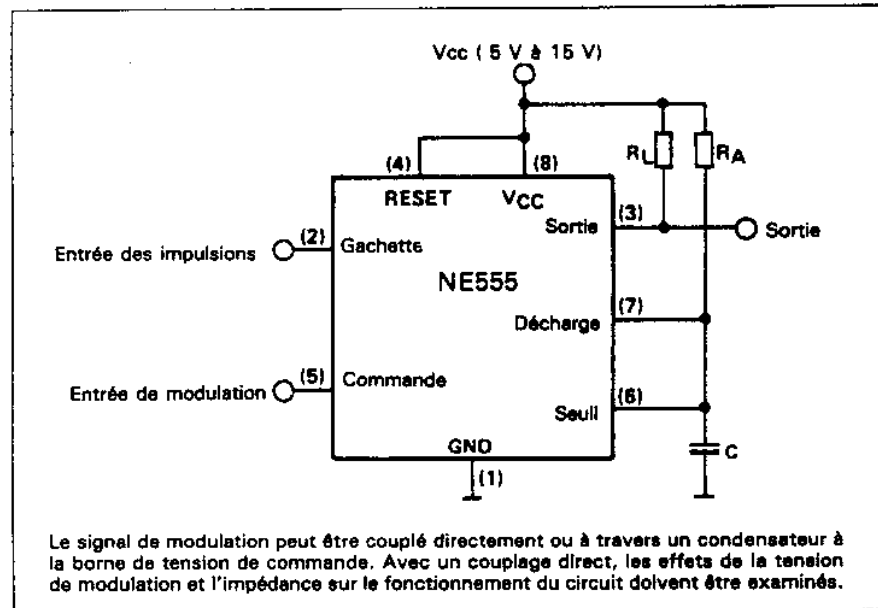 Vcc ( 5 V à 15 V)
RL
RA
(4)
(8)
RESET
VCC
(3)
Sortie
Sortie
(2)
Entrée des impulsions
Gachette
NE555
(7)
Décharge
(5)
Entrée de modulation
Commande
(6)
Seuil
GND
C
(1)
Le signal de modulation peut être couplé directement ou à travers un condensateur à
la borne de tension de commande. Avec un couplage direct, les effets de la tension
de modulation et l'impédance sur le fonctionnement du circuit doivent être examinés.